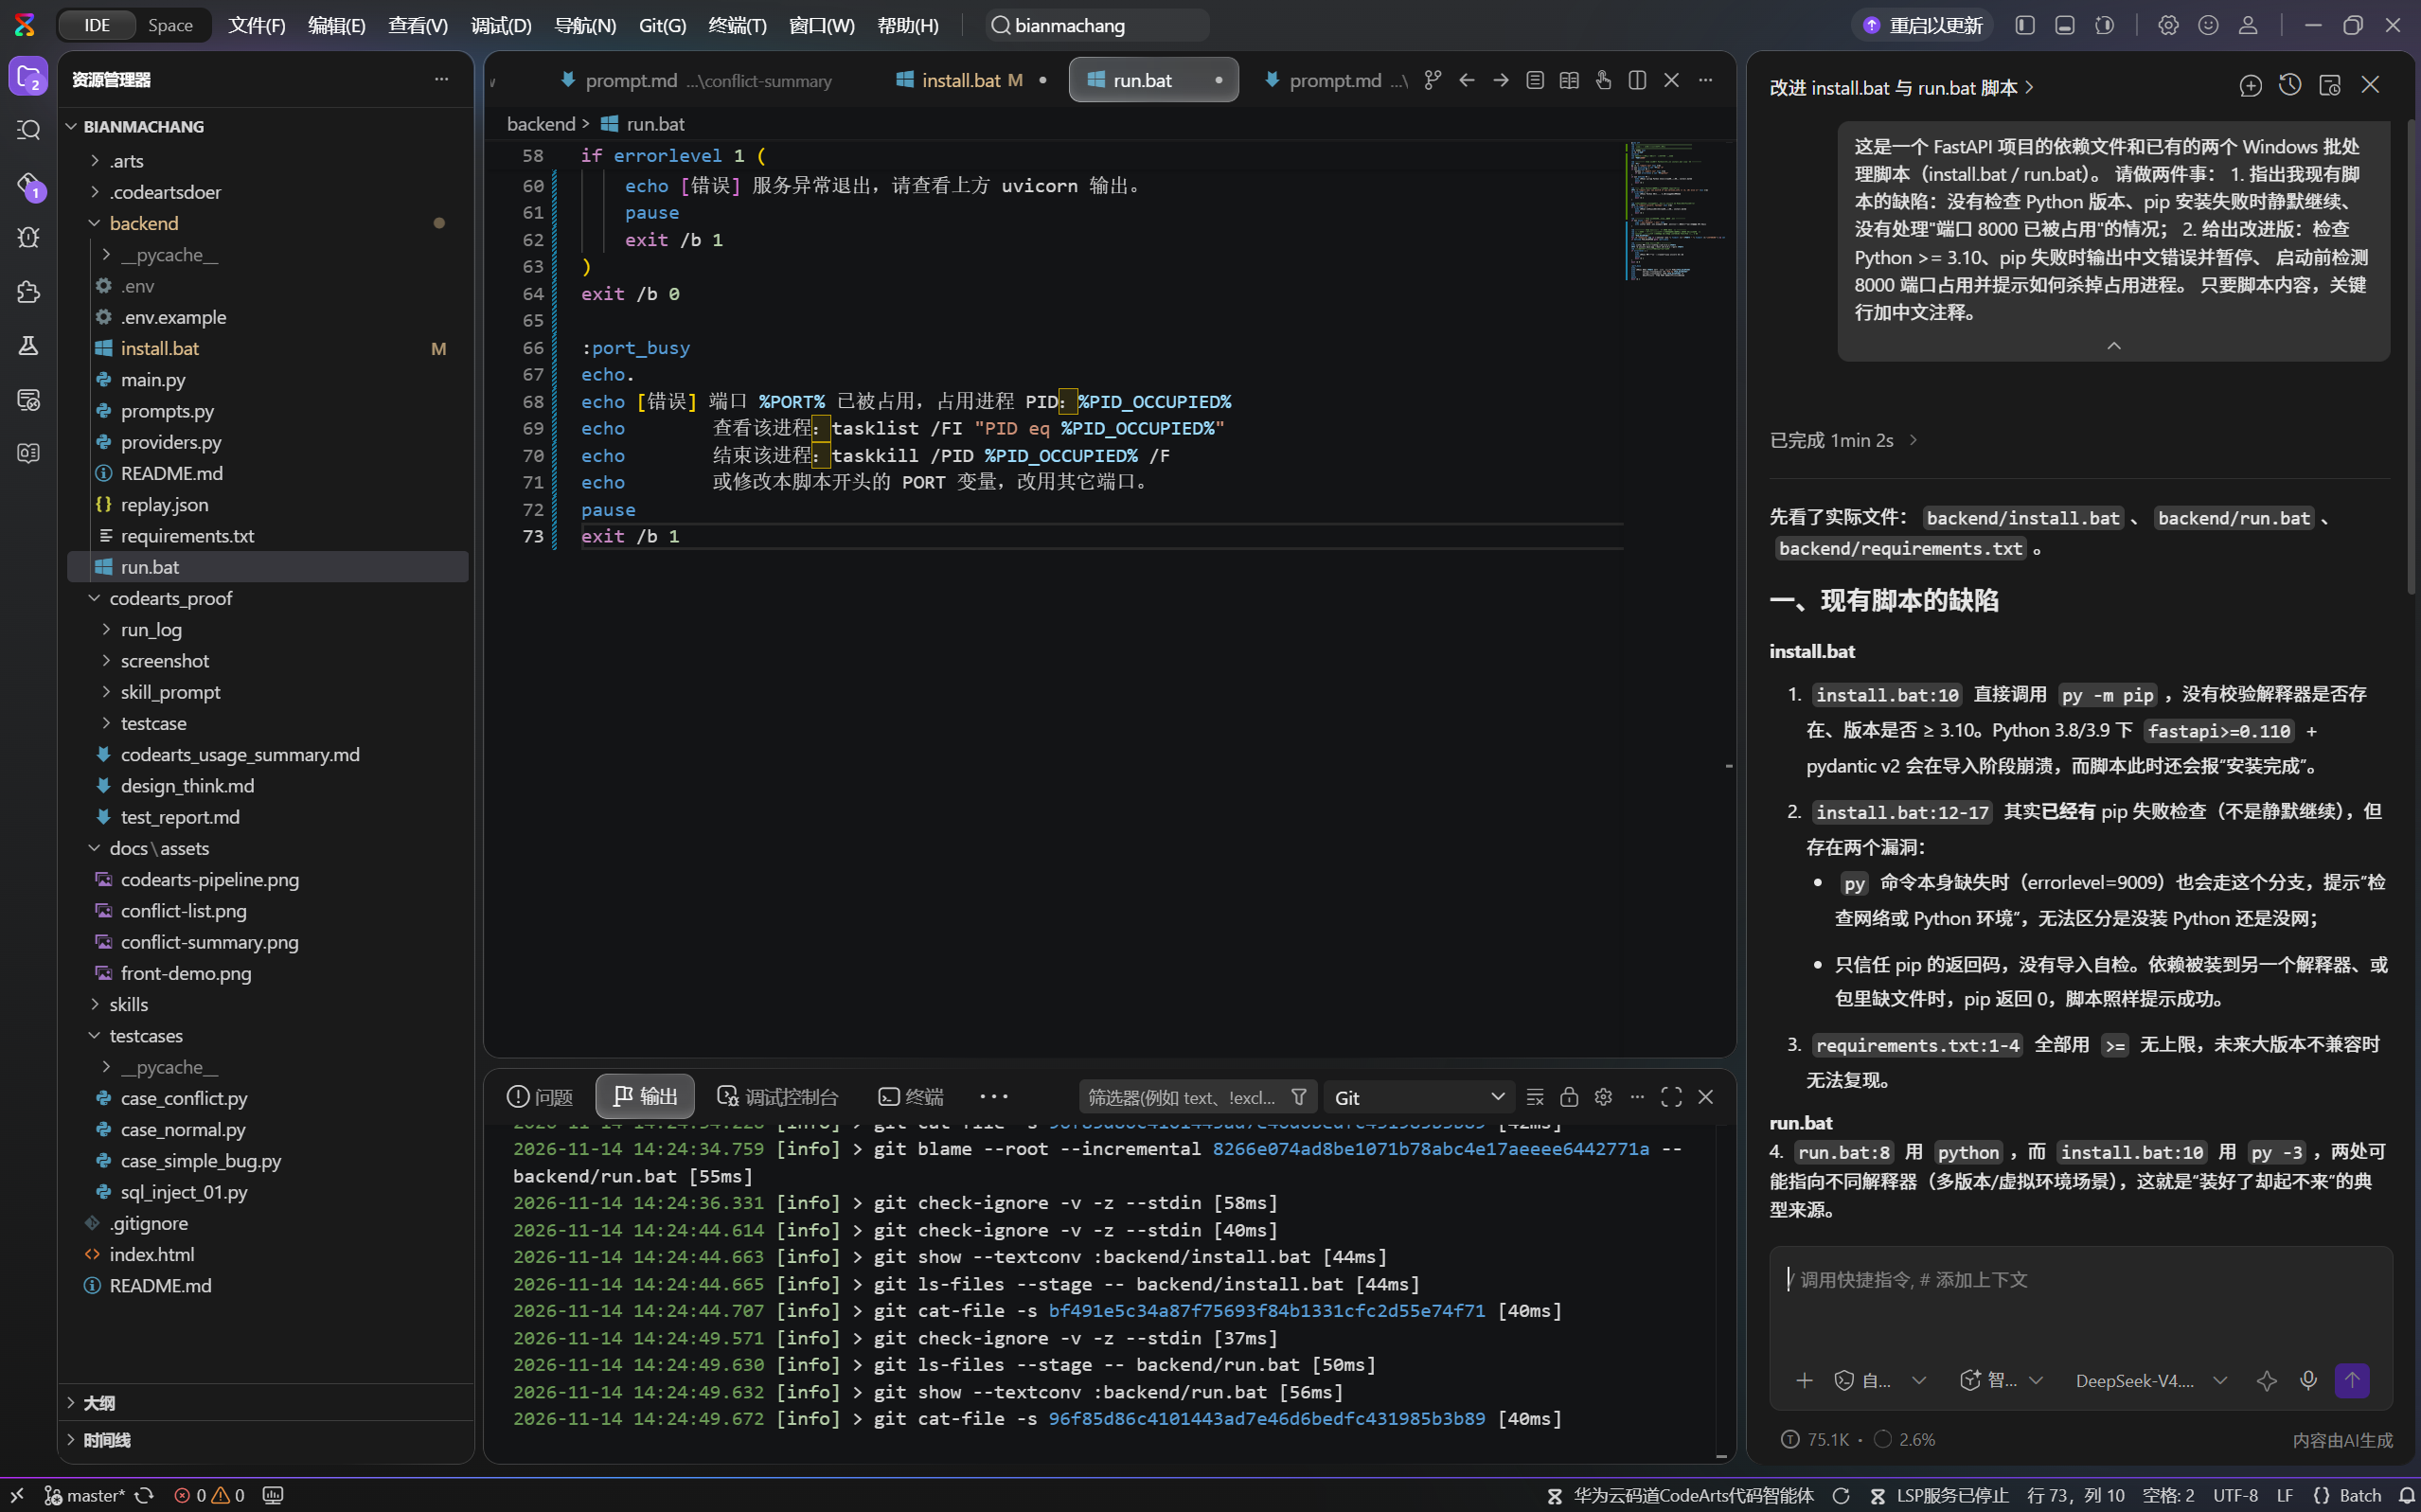 IDE Space 文件(F) 编辑(E) 查看(V) 调试(D) 导航(N) Git(G) 终端(T) 窗口(W) 帮助(H) bianmachang 重启以更新
资源管理器
BIANMACHANG
.arts
.codeartsdoer
backend
__pycache__
.env
.env.example
install.bat M
main.py
prompts.py
providers.py
README.md
replay.json
requirements.txt
run.bat
codearts_proof
run_log
screenshot
skill_prompt
testcase
codearts_usage_summary.md
design_think.md
test_report.md
docs\assets
codearts-pipeline.png
conflict-list.png
conflict-summary.png
front-demo.png
skills
testcases
__pycache__
case_conflict.py
case_normal.py
case_simple_bug.py
sql_inject_01.py
.gitignore
index.html
README.md
大纲
时间线
2
1
prompt.md ...\conflict-summary install.bat M run.bat prompt.md ...\
backend > run.bat
58 if errorlevel 1 (
60 echo [错误] 服务异常退出，请查看上方 uvicorn 输出。
61 pause
62 exit /b 1
63 )
64 exit /b 0
65
66 :port_busy
67 echo.
68 echo [错误] 端口 %PORT% 已被占用，占用进程 PID：%PID_OCCUPIED%
69 echo 查看该进程：tasklist /FI "PID eq %PID_OCCUPIED%"
70 echo 结束该进程：taskkill /PID %PID_OCCUPIED% /F
71 echo 或修改本脚本开头的 PORT 变量，改用其它端口。
72 pause
73 exit /b 1
问题 输出 调试控制台 终端 筛选器(例如 text、!excl... Git
2026-11-14 14:24:34.759 [info] > git blame --root --incremental 8266e074ad8be1071b78abc4e17aeeee6442771a --
backend/run.bat [55ms]
2026-11-14 14:24:36.331 [info] > git check-ignore -v -z --stdin [58ms]
2026-11-14 14:24:44.614 [info] > git check-ignore -v -z --stdin [40ms]
2026-11-14 14:24:44.663 [info] > git show --textconv :backend/install.bat [44ms]
2026-11-14 14:24:44.665 [info] > git ls-files --stage -- backend/install.bat [44ms]
2026-11-14 14:24:44.707 [info] > git cat-file -s bf491e5c34a87f75693f84b1331cfc2d55e74f71 [40ms]
2026-11-14 14:24:49.571 [info] > git check-ignore -v -z --stdin [37ms]
2026-11-14 14:24:49.630 [info] > git ls-files --stage -- backend/run.bat [50ms]
2026-11-14 14:24:49.632 [info] > git show --textconv :backend/run.bat [56ms]
2026-11-14 14:24:49.672 [info] > git cat-file -s 96f85d86c4101443ad7e46d6bedfc431985b3b89 [40ms]
改进 install.bat 与 run.bat 脚本 >
这是一个 FastAPI 项目的依赖文件和已有的两个 Windows 批处
理脚本（install.bat / run.bat）。 请做两件事： 1. 指出我现有脚
本的缺陷：没有检查 Python 版本、pip 安装失败时静默继续、
没有处理"端口 8000 已被占用"的情况； 2. 给出改进版：检查
Python >= 3.10、pip 失败时输出中文错误并暂停、 启动前检测
8000 端口占用并提示如何杀掉占用进程。 只要脚本内容，关键
行加中文注释。
已完成 1min 2s >
先看了实际文件： backend/install.bat 、 backend/run.bat 、
backend/requirements.txt 。
一、现有脚本的缺陷
install.bat
1. install.bat:10 直接调用 py -m pip ，没有校验解释器是否存
在、版本是否 ≥ 3.10。Python 3.8/3.9 下 fastapi>=0.110 +
pydantic v2 会在导入阶段崩溃，而脚本此时还会报“安装完成”。
2. install.bat:12-17 其实已经有 pip 失败检查（不是静默继续），但
存在两个漏洞：
• py 命令本身缺失时（errorlevel=9009）也会走这个分支，提示“检
查网络或 Python 环境”，无法区分是没装 Python 还是没网；
• 只信任 pip 的返回码，没有导入自检。依赖被装到另一个解释器、或
包里缺文件时，pip 返回 0，脚本照样提示成功。
3. requirements.txt:1-4 全部用 >= 无上限，未来大版本不兼容时
无法复现。
run.bat
4. run.bat:8 用 python ，而 install.bat:10 用 py -3 ，两处可
能指向不同解释器（多版本/虚拟环境场景），这就是“装好了却起不来”的典
型来源。
/ 调用快捷指令, # 添加上下文
自... 智... DeepSeek-V4....
75.1K · 2.6% 内容由AI生成
master* 0 0 华为云码道CodeArts代码智能体 LSP服务已停止 行 73，列 10 空格: 2 UTF-8 LF {} Batch